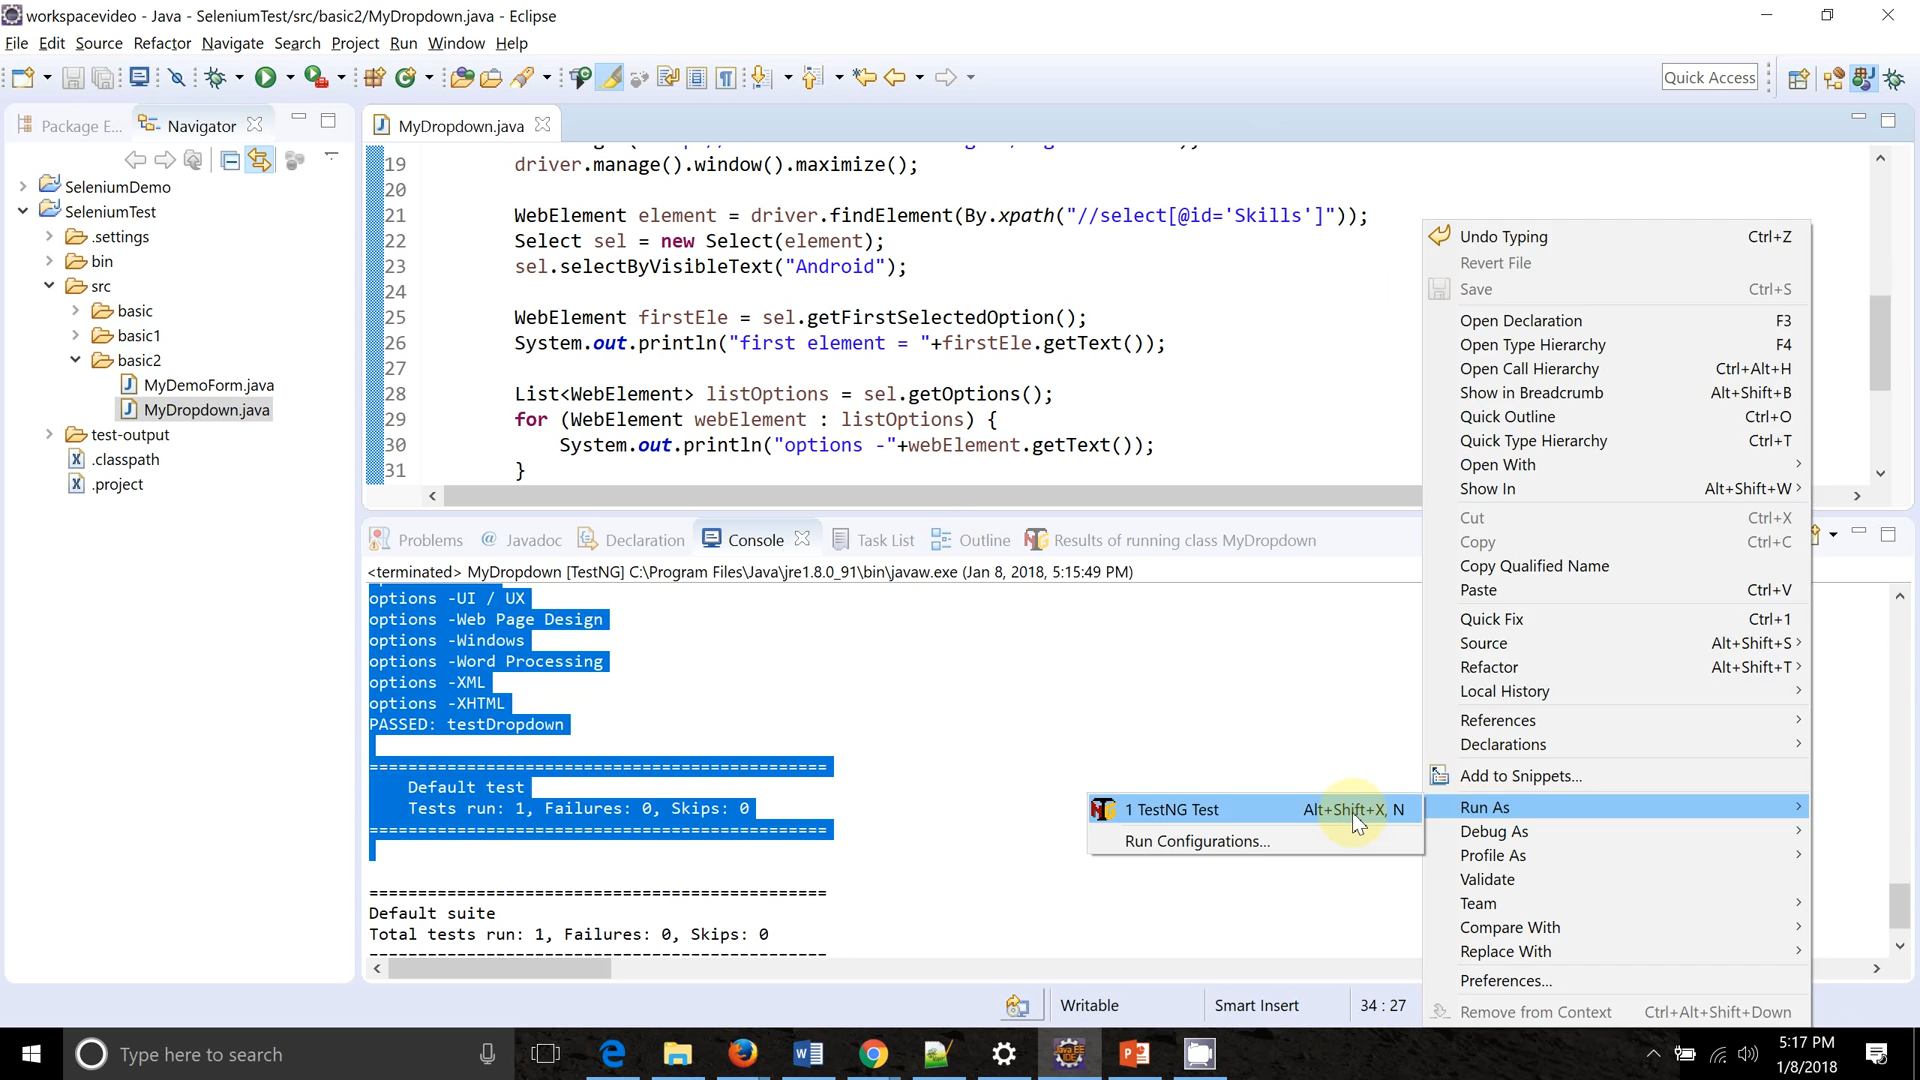 workspacevideo - Java - SeleniumTest/src/basic2/MyDropdown.java - Eclipse
File Edit Source Refactor Navigate Search Project Run Window Help
Quick Access
Package E... Navigator
MyDropdown.java
SeleniumDemo
SeleniumTest
.settings
bin
src
basic
basic1
basic2
MyDemoForm.java
MyDropdown.java
test-output
.classpath
.project
19 driver.manage().window().maximize();
20
21 WebElement element = driver.findElement(By.xpath("//select[@id='Skills']"));
22 Select sel = new Select(element);
23 sel.selectByVisibleText("Android");
24
25 WebElement firstEle = sel.getFirstSelectedOption();
26 System.out.println("first element = "+firstEle.getText());
27
28 List<WebElement> listOptions = sel.getOptions();
29 for (WebElement webElement : listOptions) {
30 System.out.println("options -"+webElement.getText());
31 }
Problems @ Javadoc Declaration Console Task List Outline Results of running class MyDropdown
<terminated> MyDropdown [TestNG] C:\Program Files\Java\jre1.8.0_91\bin\javaw.exe (Jan 8, 2018, 5:15:49 PM)
options -UI / UX
options -Web Page Design
options -Windows
options -Word Processing
options -XML
options -XHTML
PASSED: testDropdown
===============================================
Default test
Tests run: 1, Failures: 0, Skips: 0
===============================================
===============================================
Default suite
Total tests run: 1, Failures: 0, Skips: 0
Undo Typing Ctrl+Z
Revert File
Save Ctrl+S
Open Declaration F3
Open Type Hierarchy F4
Open Call Hierarchy Ctrl+Alt+H
Show in Breadcrumb Alt+Shift+B
Quick Outline Ctrl+O
Quick Type Hierarchy Ctrl+T
Open With
Show In Alt+Shift+W
Cut Ctrl+X
Copy Ctrl+C
Copy Qualified Name
Paste Ctrl+V
Quick Fix Ctrl+1
Source Alt+Shift+S
Refactor Alt+Shift+T
Local History
References
Declarations
Add to Snippets...
Run As
Debug As
Profile As
Validate
Team
Compare With
Replace With
Preferences...
Remove from Context Ctrl+Alt+Shift+Down
1 TestNG Test Alt+Shift+X, N
Run Configurations...
Writable Smart Insert 34 : 27
Type here to search
5:17 PM
1/8/2018